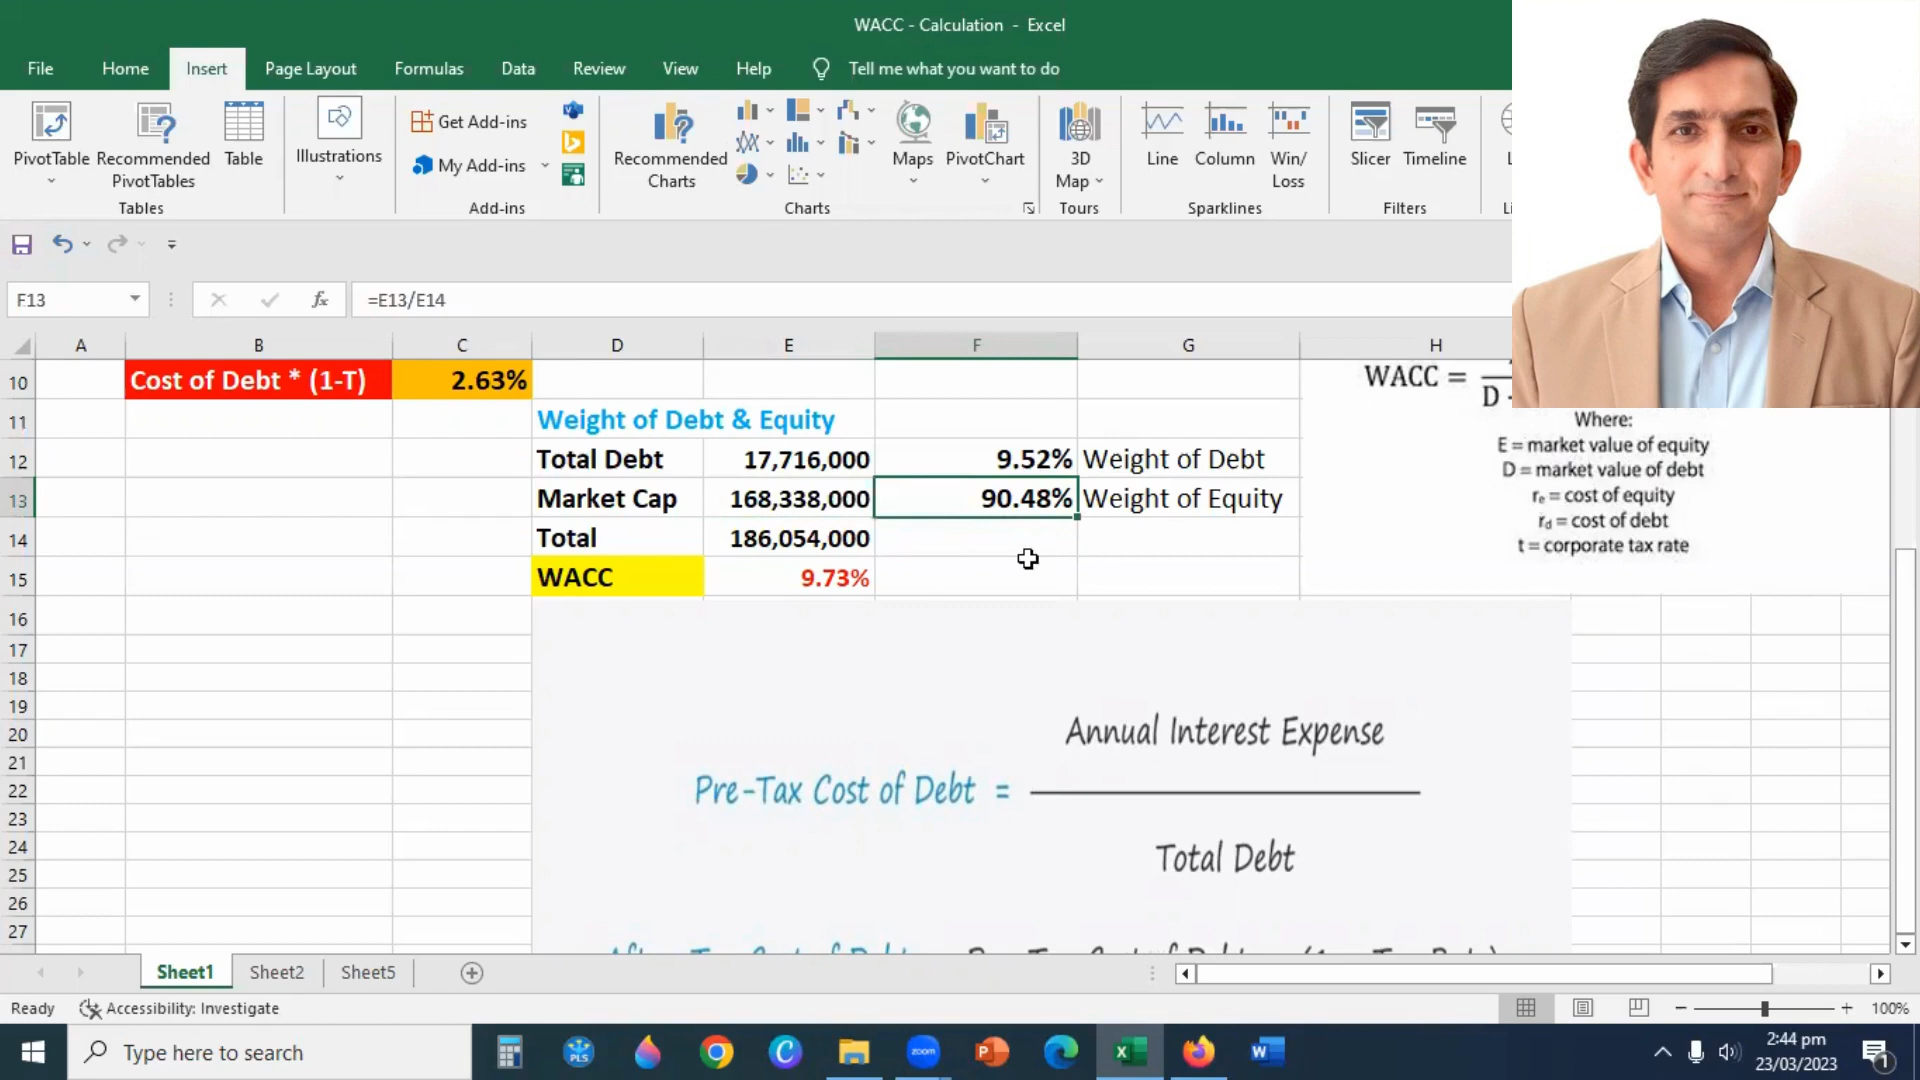 WACC - Calculation - Excel
File Home Insert Page Layout Formulas Data Review View Help Tell me what you want to do
PivotTable
Recommended PivotTables
Table
Tables
Illustrations
Get Add-ins
My Add-ins
Add-ins
Recommended Charts
Maps
PivotChart
Charts
3D Map
Tours
Line
Column
Win/ Loss
Sparklines
Slicer
Timeline
Filters
F13 fx =E13/E14
A B C D E F G H
10 Cost of Debt * (1-T) 2.63%
WACC =
D
11 Weight of Debt & Equity
12 Total Debt 17,716,000 9.52% Weight of Debt
13 Market Cap 168,338,000 90.48% Weight of Equity
14 Total 186,054,000
15 WACC 9.73%
Where:
E = market value of equity
D = market value of debt
re = cost of equity
rd = cost of debt
t = corporate tax rate
16
17
18
19
20
21
22
23
24
25
26
27
Annual Interest Expense
Pre-Tax Cost of Debt =
Total Debt
Sheet1 Sheet2 Sheet5
Ready Accessibility: Investigate 100%
Type here to search
PLS
zoom
2:44 pm
23/03/2023
1